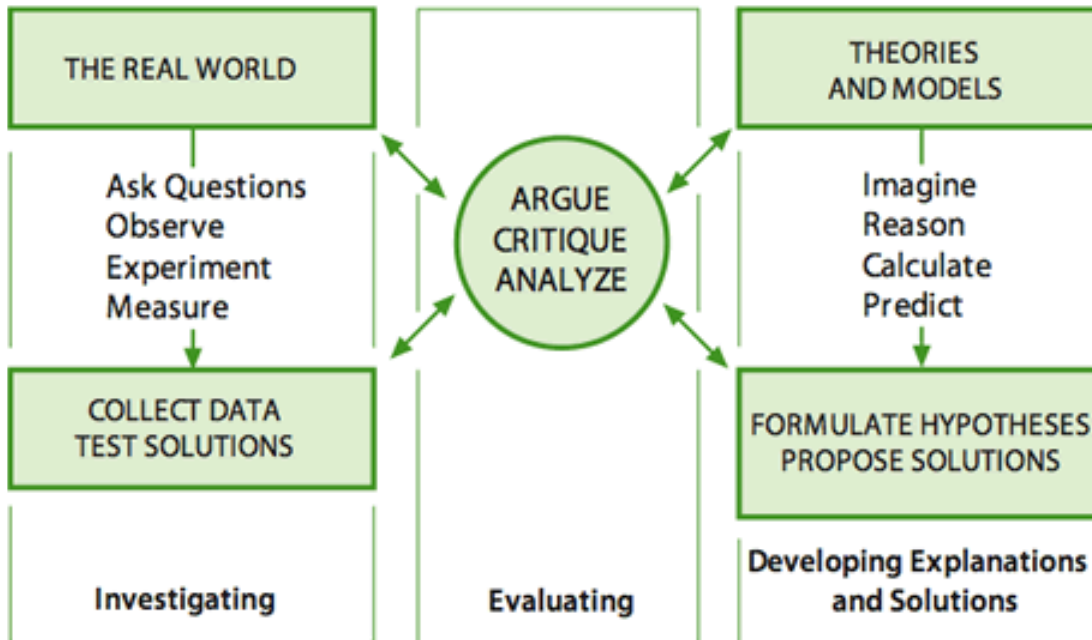 THE REAL WORLD
Ask Questions
Observe
Experiment
Measure
COLLECT DATA
TEST SOLUTIONS
Investigating
ARGUE
CRITIQUE
ANALYZE
Evaluating
THEORIES
AND MODELS
Imagine
Reason
Calculate
Predict
FORMULATE HYPOTHESES
PROPOSE SOLUTIONS
Developing Explanations
and Solutions